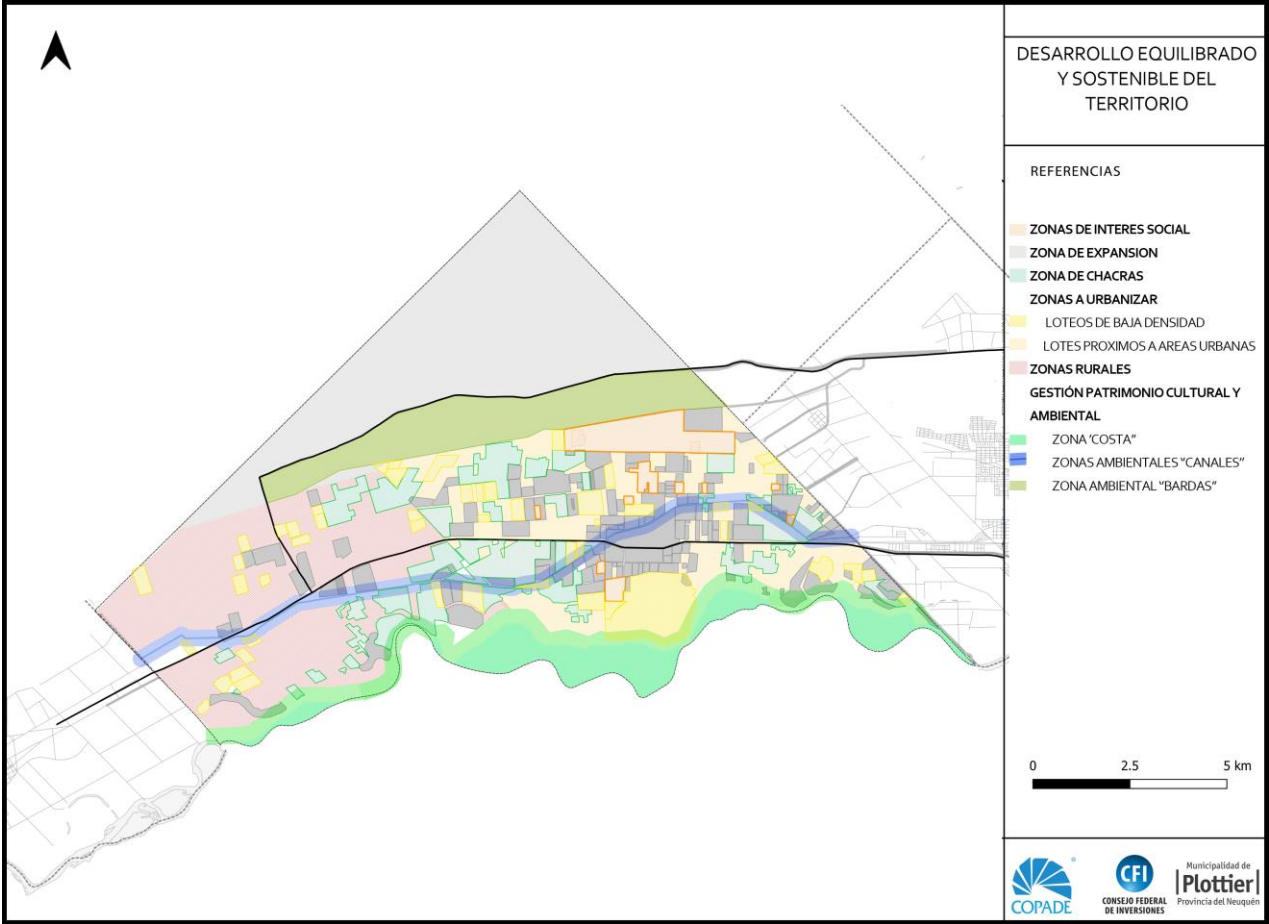 DESARROLLO EQUILIBRADO
Y SOSTENIBLE DEL
TERRITORIO
REFERENCIAS
ZONAS DE INTERES SOCIAL
ZONA DE EXPANSION
ZONA DE CHACRAS
ZONAS A URBANIZAR
LOTEOS DE BAJA DENSIDAD
LOTES PROXIMOS A AREAS URBANAS
ZONAS RURALES
GESTIÓN PATRIMONIO CULTURAL Y
AMBIENTAL
ZONA "COSTA"
ZONAS AMBIENTALES "CANALES"
ZONA AMBIENTAL "BARDAS"
0 2.5 5 km
COPADE
CFI
CONSEJO FEDERAL
DE INVERSIONES
Municipalidad de
Plottier
Provincia del Neuquén